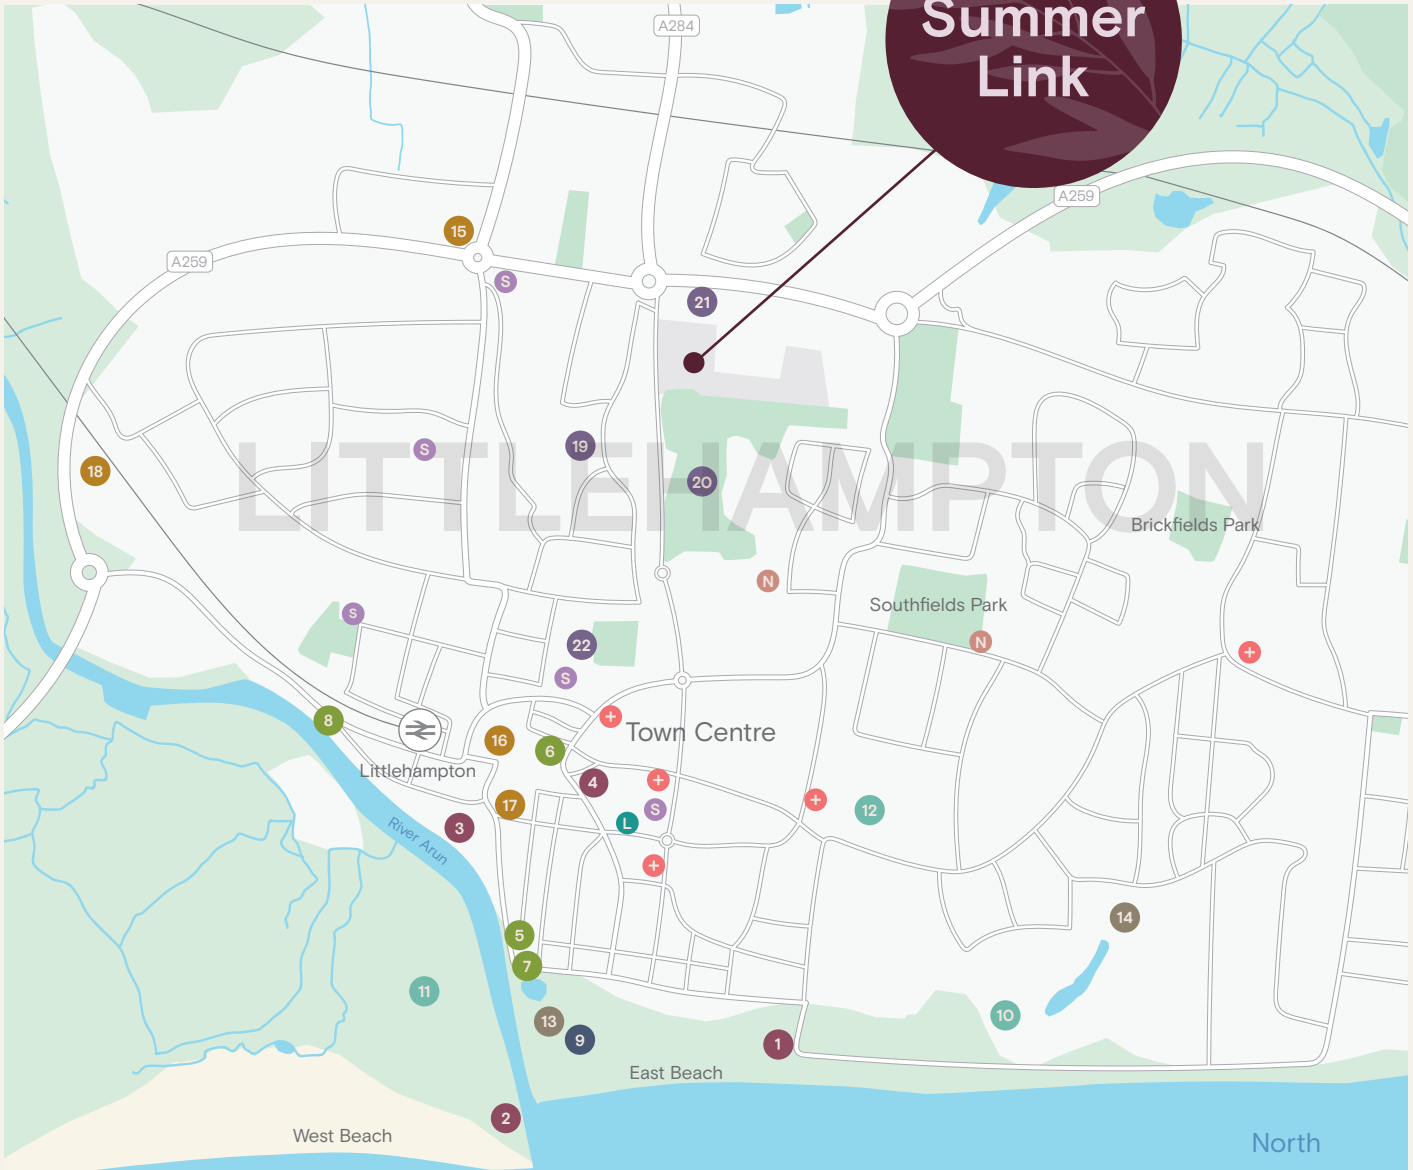 A284
Summer
Link
A259
15
A259
S
21
LITTLEHAMPTON
S
19
18
20
Brickfields Park
N
Southfields Park
S
22
N
+
S
8
+
Town Centre
16
6
Littlehampton
4
+
17
S
+
12
3
L
River Arun
+
14
5
7
11
10
13
9
1
East Beach
2
West Beach
North